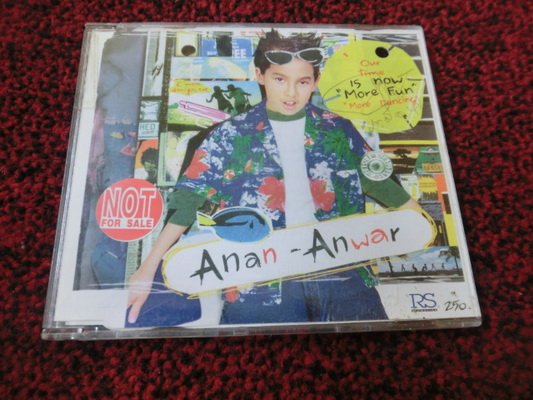 Our
time
is now
"More Fun"
"More Dancing"
NOT
FOR SALE
Anan - Anwar
RS
250.